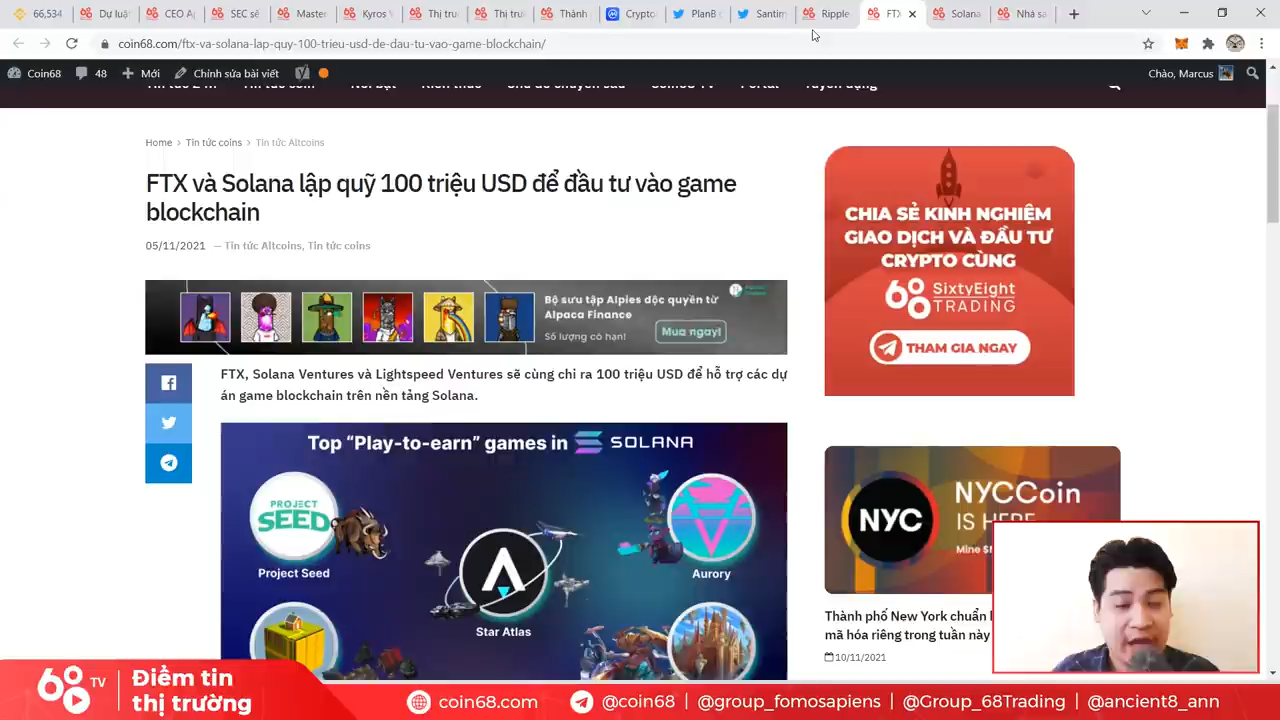 66,534
Dự luật
CEO Ap
SEC sẽ
Master
Kyros V
Thị trư
Thị trư
Thành
Crypto
PlanB
Santim
Ripple
FTX
Solana
Nhà sá
coin68.com/ftx-va-solana-lap-quy-100-trieu-usd-de-dau-tu-vao-game-blockchain/
Coin68
48
Mới
Chỉnh sửa bài viết
Chào, Marcus
Home > Tin tức coins > Tin tức Altcoins
FTX và Solana lập quỹ 100 triệu USD để đầu tư vào game
blockchain
05/11/2021 — Tin tức Altcoins, Tin tức coins
Bộ sưu tập Alpies độc quyền từ
Alpaca Finance
Số lượng có hạn!
Mua ngay!
FTX, Solana Ventures và Lightspeed Ventures sẽ cùng chi ra 100 triệu USD để hỗ trợ các dự
án game blockchain trên nền tảng Solana.
Top “Play-to-earn” games in SOLANA
PROJECT
SEED
Project Seed
Star Atlas
Aurory
CHIA SẺ KINH NGHIỆM
GIAO DỊCH VÀ ĐẦU TƯ
CRYPTO CÙNG
68 SixtyEight
TRADING
THAM GIA NGAY
NYC
NYCCoin
IS HERE
Mine
Thành phố New York chuẩn
mã hóa riêng trong tuần này
10/11/2021
68 TV
Điểm tin
thị trường
coin68.com
@coin68 | @group_fomosapiens | @Group_68Trading | @ancient8_ann